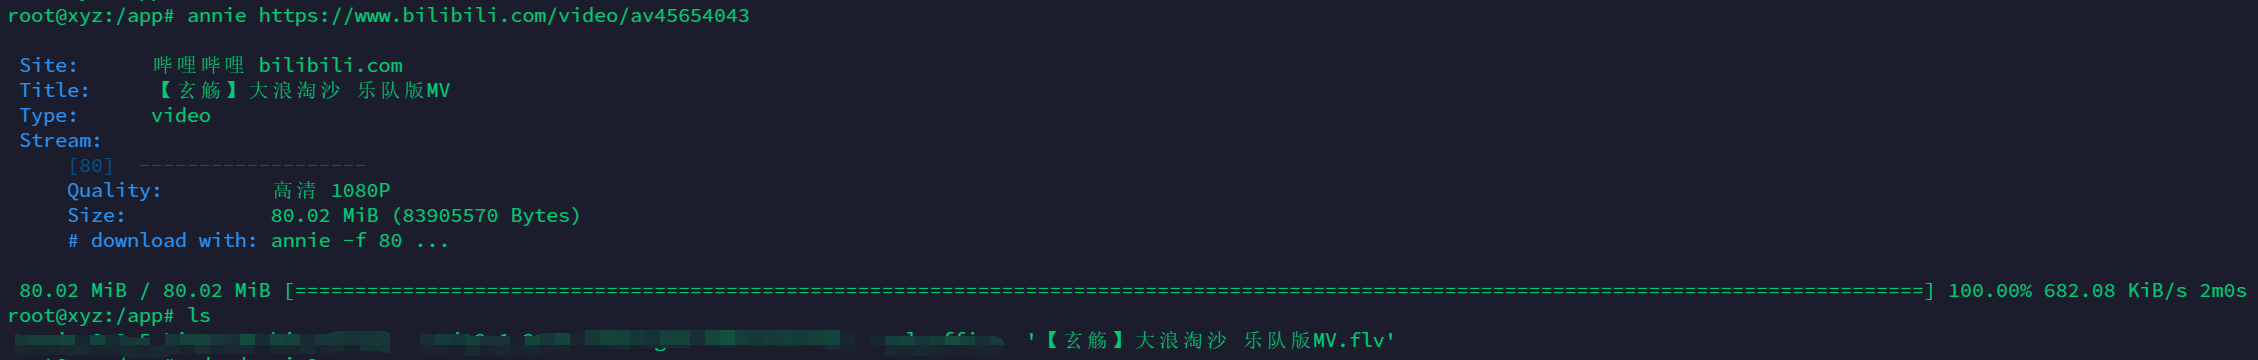 root@xyz:/app# annie https://www.bilibili.com/video/av45654043
Site: 哔哩哔哩 bilibili.com
Title: 【玄觞】大浪淘沙 乐队版MV
Type: video
Stream:
[80] -------------------
Quality: 高清 1080P
Size: 80.02 MiB (83905570 Bytes)
# download with: annie -f 80 ...
80.02 MiB / 80.02 MiB [========================================================================================================================================] 100.00% 682.08 KiB/s 2m0s
root@xyz:/app# ls
'【玄觞】大浪淘沙 乐队版MV.flv'